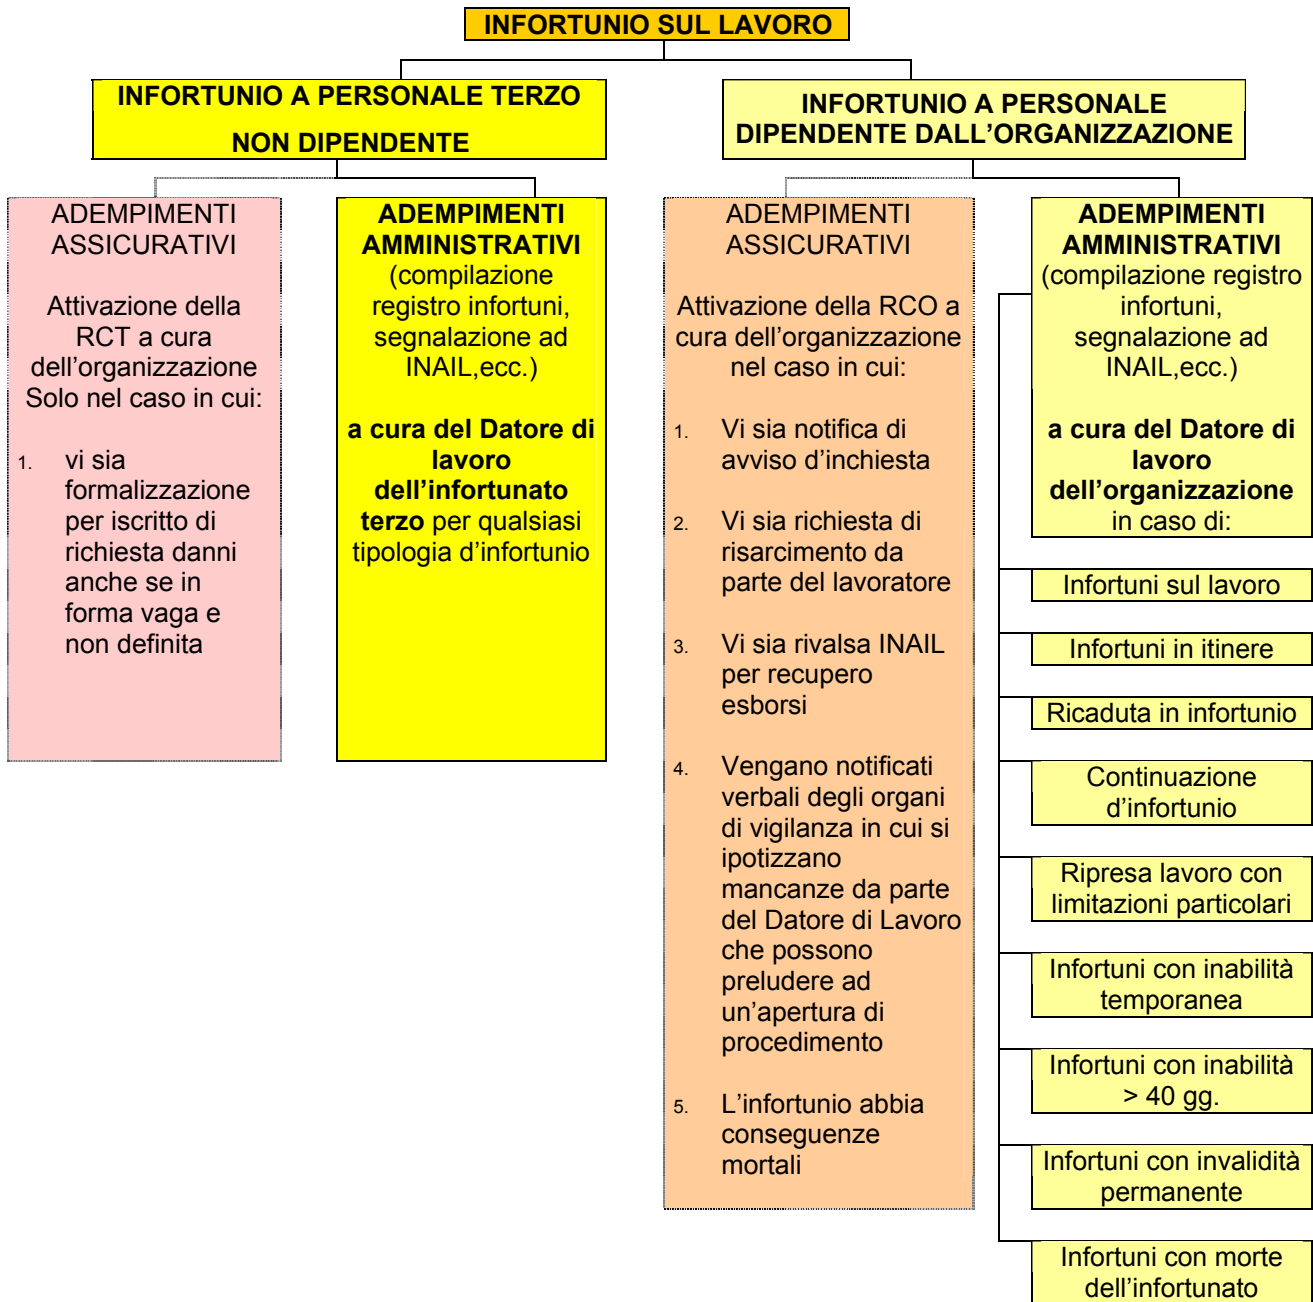 INFORTUNIO SUL LAVORO
INFORTUNIO A PERSONALE TERZO
NON DIPENDENTE
INFORTUNIO A PERSONALE
DIPENDENTE DALL'ORGANIZZAZIONE
ADEMPIMENTI
ASSICURATIVI
Attivazione della
RCT a cura
dell'organizzazione
Solo nel caso in cui:
1. vi sia
formalizzazione
per iscritto di
richiesta danni
anche se in
forma vaga e
non definita
ADEMPIMENTI
AMMINISTRATIVI
(compilazione
registro infortuni,
segnalazione ad
INAIL,ecc.)
a cura del Datore di
lavoro
dell'infortunato
terzo per qualsiasi
tipologia d'infortunio
ADEMPIMENTI
ASSICURATIVI
Attivazione della RCO a
cura dell'organizzazione
nel caso in cui:
1. Vi sia notifica di
avviso d'inchiesta
2. Vi sia richiesta di
risarcimento da
parte del lavoratore
3. Vi sia rivalsa INAIL
per recupero
esborsi
4. Vengano notificati
verbali degli organi
di vigilanza in cui si
ipotizzano
mancanze da parte
del Datore di Lavoro
che possono
preludere ad
un'apertura di
procedimento
5. L'infortunio abbia
conseguenze
mortali
ADEMPIMENTI
AMMINISTRATIVI
(compilazione registro
infortuni,
segnalazione ad
INAIL,ecc.)
a cura del Datore di
lavoro
dell'organizzazione
in caso di:
Infortuni sul lavoro
Infortuni in itinere
Ricaduta in infortunio
Continuazione
d'infortunio
Ripresa lavoro con
limitazioni particolari
Infortuni con inabilità
temporanea
Infortuni con inabilità
> 40 gg.
Infortuni con invalidità
permanente
Infortuni con morte
dell'infortunato